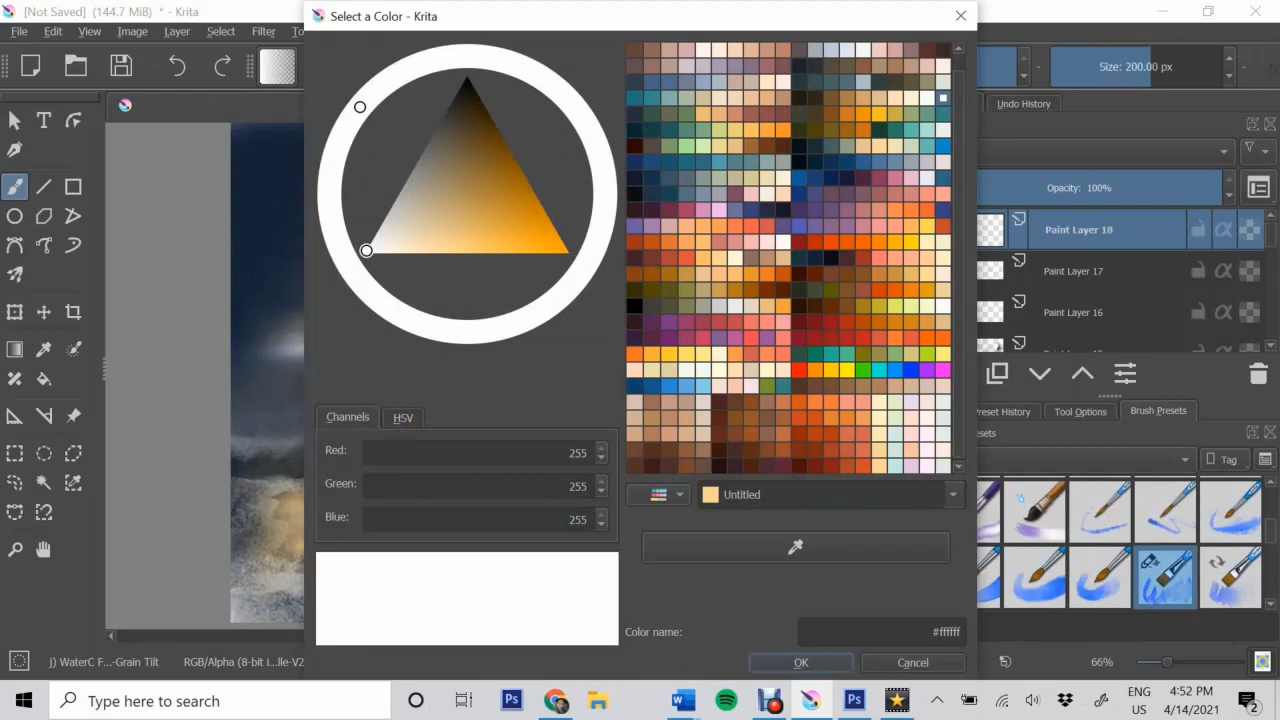 [Not Saved] (144.7 MiB) * - Krita
Select a Color - Krita
File Edit View Image Layer Select Filter To
Size: 200.00 px
Undo History
Opacity: 100%
Paint Layer 18
Paint Layer 17
Paint Layer 16
Channels HSV
Preset History Tool Options Brush Presets
Red: 255
Green: 255
Blue: 255
Tag
Untitled
Color name: #ffffff
OK Cancel
j) WaterC F...-Grain Tilt RGB/Alpha (8-bit i...lle-V2
66%
Type here to search
ENG
US
4:52 PM
4/14/2021
2